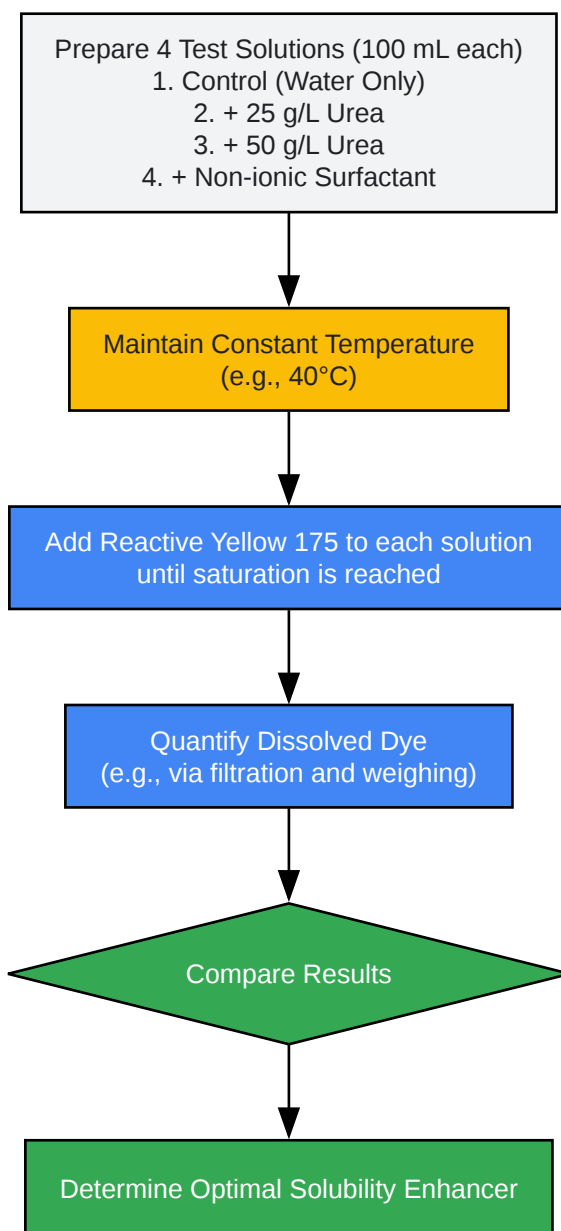 Prepare 4 Test Solutions (100 mL each)
1. Control (Water Only)
2. + 25 g/L Urea
3. + 50 g/L Urea
4. + Non-ionic Surfactant
Maintain Constant Temperature
(e.g., 40°C)
Add Reactive Yellow 175 to each solution
until saturation is reached
Quantify Dissolved Dye
(e.g., via filtration and weighing)
Compare Results
Determine Optimal Solubility Enhancer